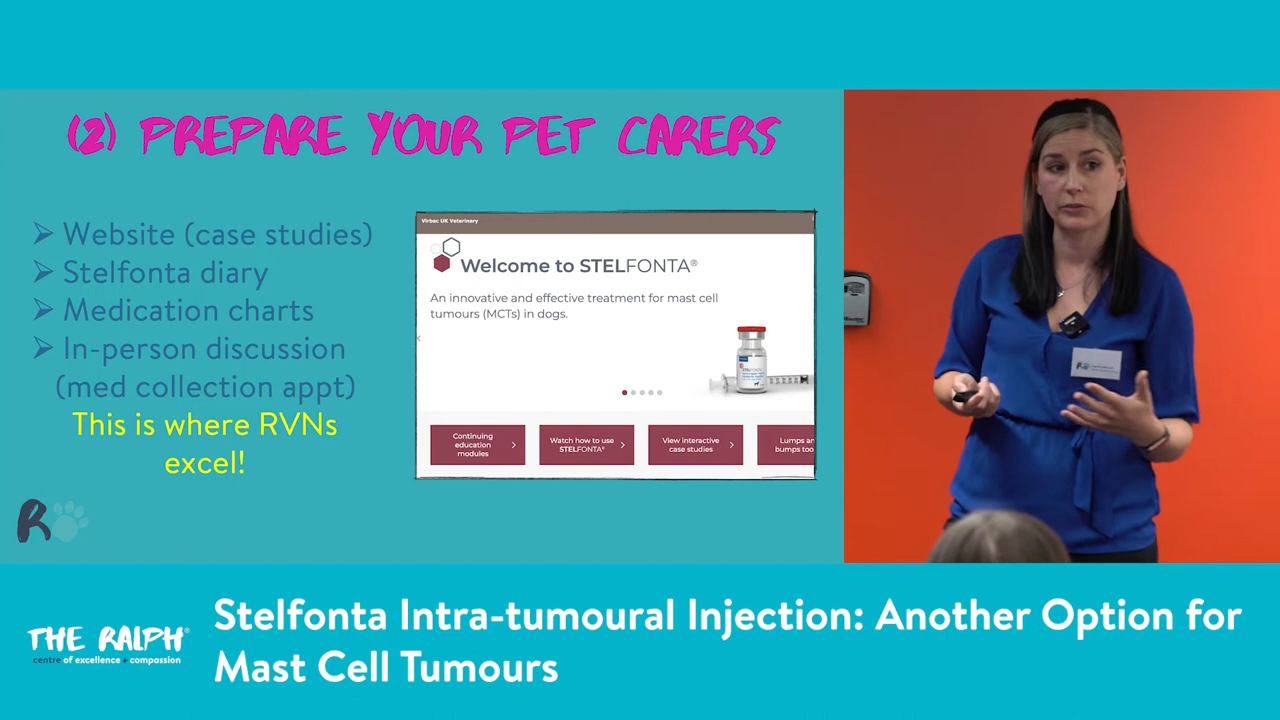 (2) PREPARE YOUR PET CARERS
➢ Website (case studies)
➢ Stelfonta diary
➢ Medication charts
➢ In-person discussion
(med collection appt)
This is where RVNs
excel!
Virbac UK Veterinary
Welcome to STELFONTA®
An innovative and effective treatment for mast cell
tumours (MCTs) in dogs.
Continuing
education
modules
Watch how to use
STELFONTA®
View interactive
case studies
Lumps an
bumps too
R
THE RALPH®
centre of excellence + compassion
Stelfonta Intra-tumoural Injection: Another Option for
Mast Cell Tumours